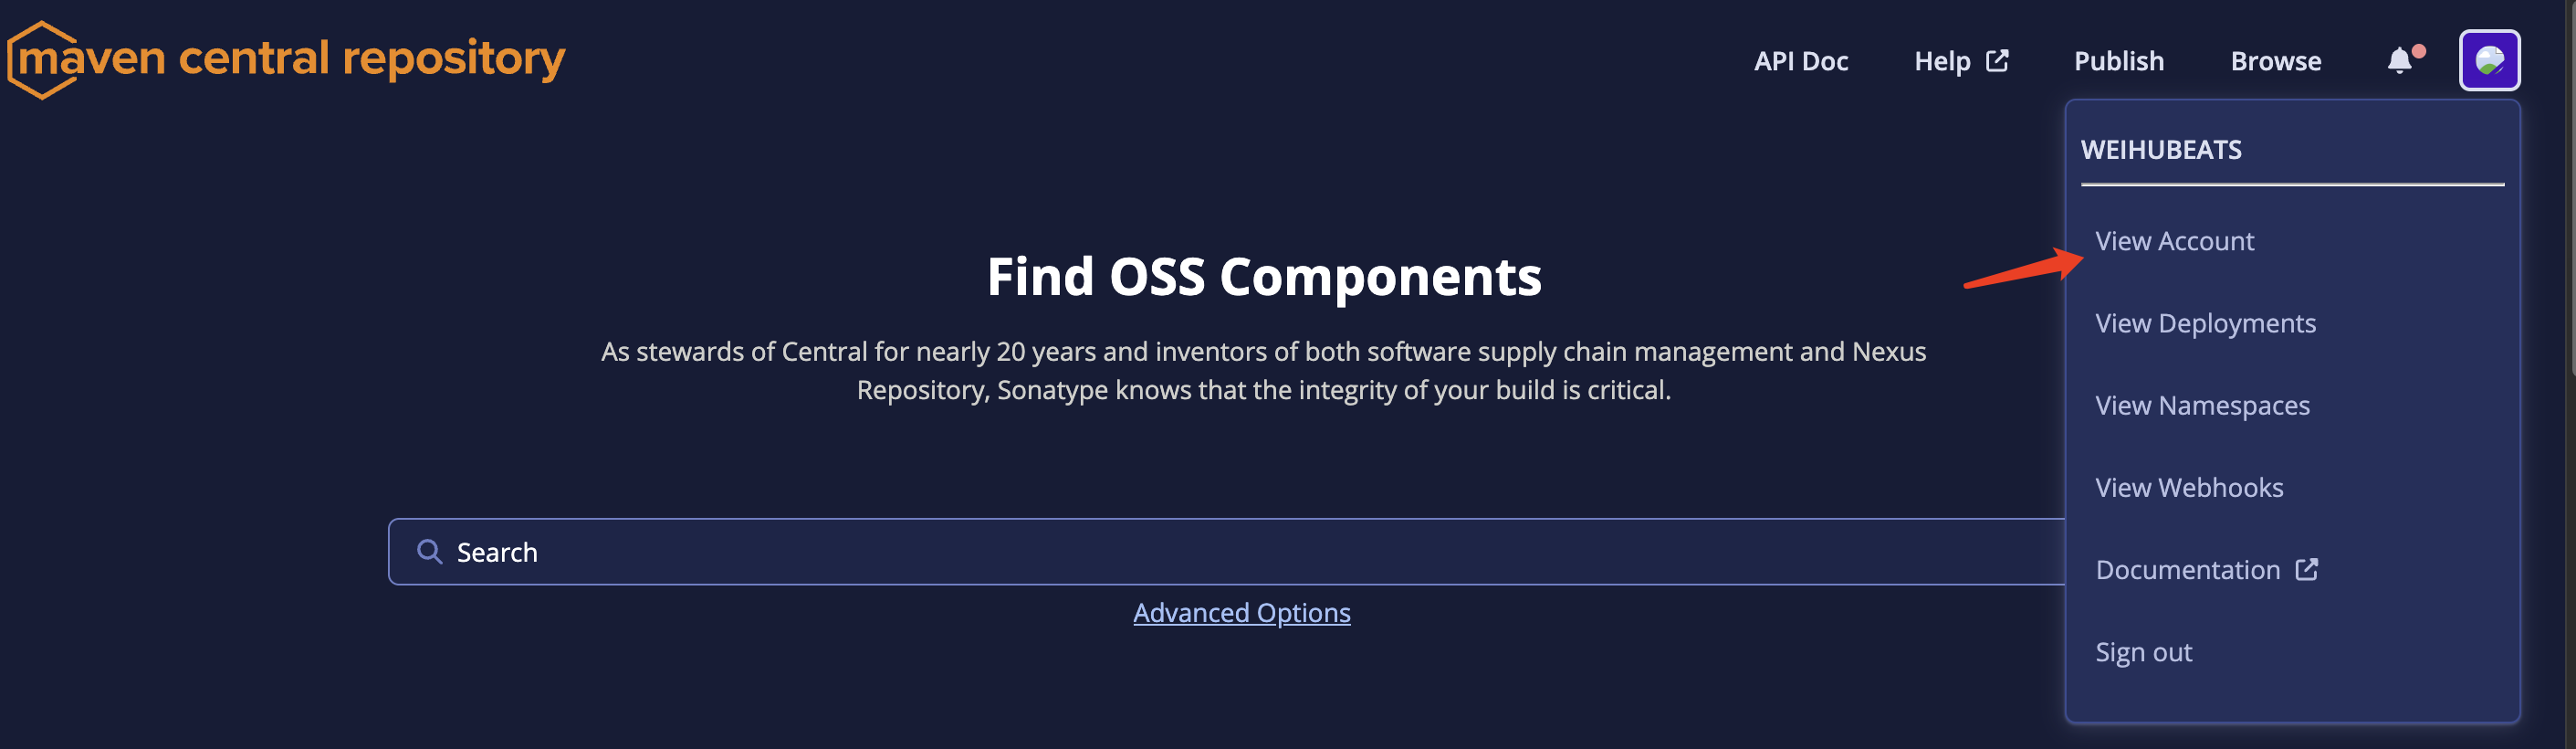 maven central repository
API Doc
Help
Publish
Browse
WEIHUBEATS
View Account
View Deployments
View Namespaces
View Webhooks
Documentation
Sign out
Find OSS Components
As stewards of Central for nearly 20 years and inventors of both software supply chain management and Nexus
Repository, Sonatype knows that the integrity of your build is critical.
Search
Advanced Options